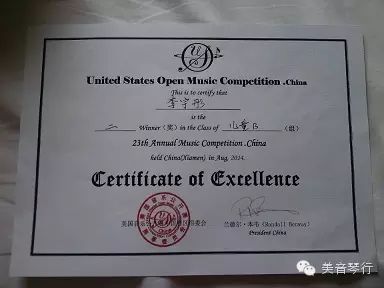 United States Open Music Competition .China
This is to certify that
李宇彤
is the
二 Winner (奖) in the Class of 儿童B (组)
23th Annual Music Competition .China
held China(Xiamen) in Aug, 2014.
Certificate of Excellence
President China
美音琴行